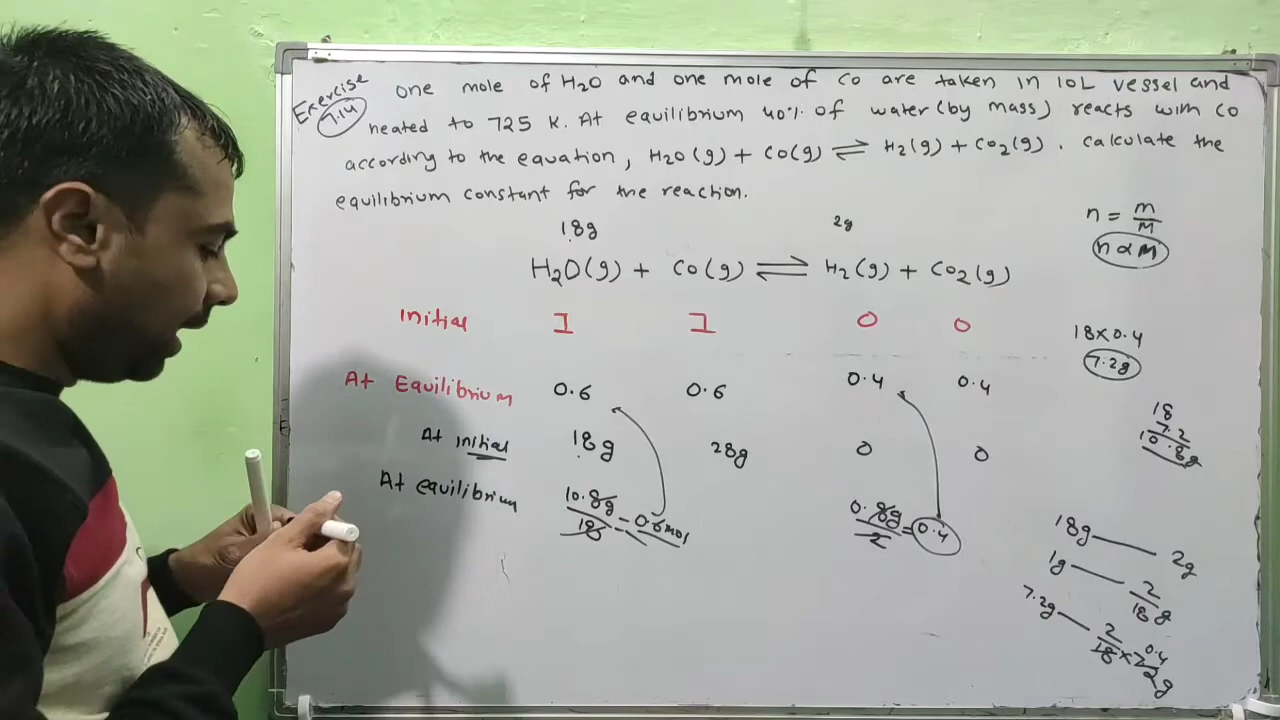 Exercise 7.14 One mole of H2O and one mole of CO are taken in 10L vessel and
heated to 725 K. At equilibrium 40% of water (by mass) reacts with CO
according to the equation, H2O(g) + CO(g) ⇌ H2(g) + CO2(g). Calculate the
equilibrium constant for the reaction.
18g 2g
H2O(g) + CO(g) ⇌ H2(g) + CO2(g)
Initial 1 1 0 0
At Equilibrium 0.6 0.6 0.4 0.4
At initial 18g 28g 0 0
At equilibrium 10.8g/18 = 0.6mol 0.8g/2 = 0.4
n = m/M
n ∝ M
18×0.4
7.2g
18
7.2
10.8g
18g — 2g
1g — 2/18 g
7.2g — 2/18 × 7.2g 0.4